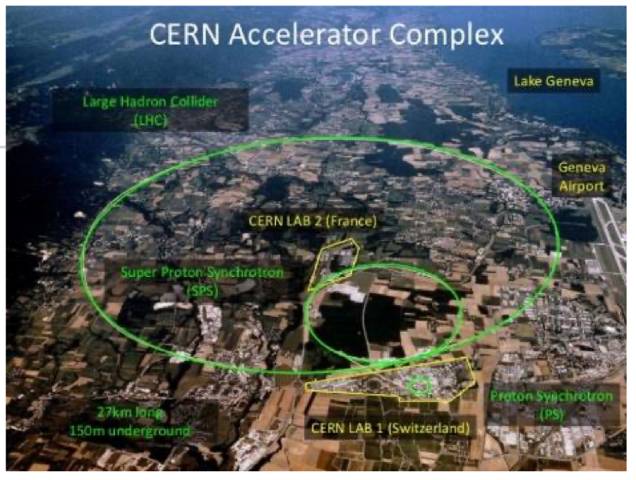 CERN Accelerator Complex
Lake Geneva
Large Hadron Collider
(LHC)
Geneva
Airport
CERN LAB 2 (France)
Super Proton Synchrotron
(SPS)
27km long
150m underground
Proton Synchrotron
(PS)
CERN LAB 1 (Switzerland)